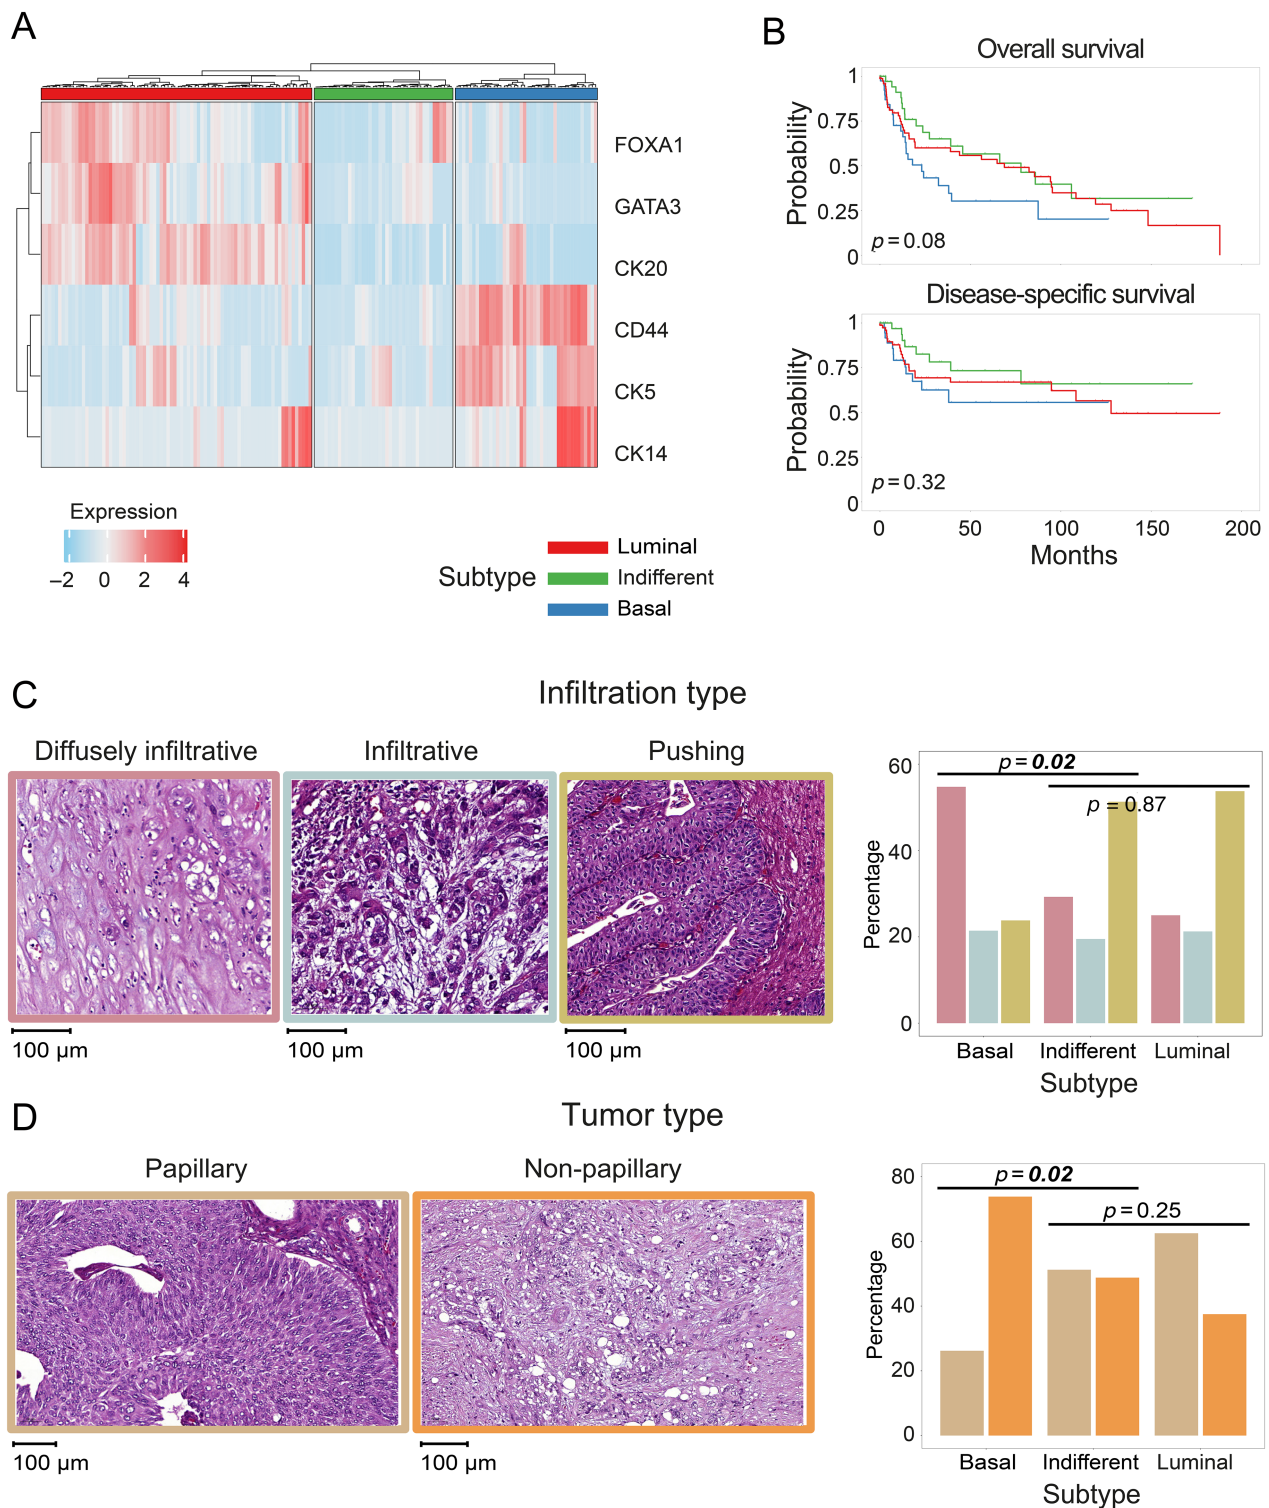 A
FOXA1
GATA3
CK20
CD44
CK5
CK14
Expression
–2 0 2 4
Subtype
Luminal
Indifferent
Basal
B
Overall survival
Probability
1
0.75
0.5
0.25
0
p = 0.08
Disease-specific survival
Probability
1
0.75
0.5
0.25
0
p = 0.32
0 50 100 150 200
Months
C
Infiltration type
Diffusely infiltrative
Infiltrative
Pushing
100 µm
100 µm
100 µm
Percentage
60
40
20
0
p = 0.02
p = 0.87
Basal Indifferent Luminal
Subtype
D
Tumor type
Papillary
Non-papillary
100 µm
100 µm
Percentage
80
60
40
20
0
p = 0.02
p = 0.25
Basal Indifferent Luminal
Subtype